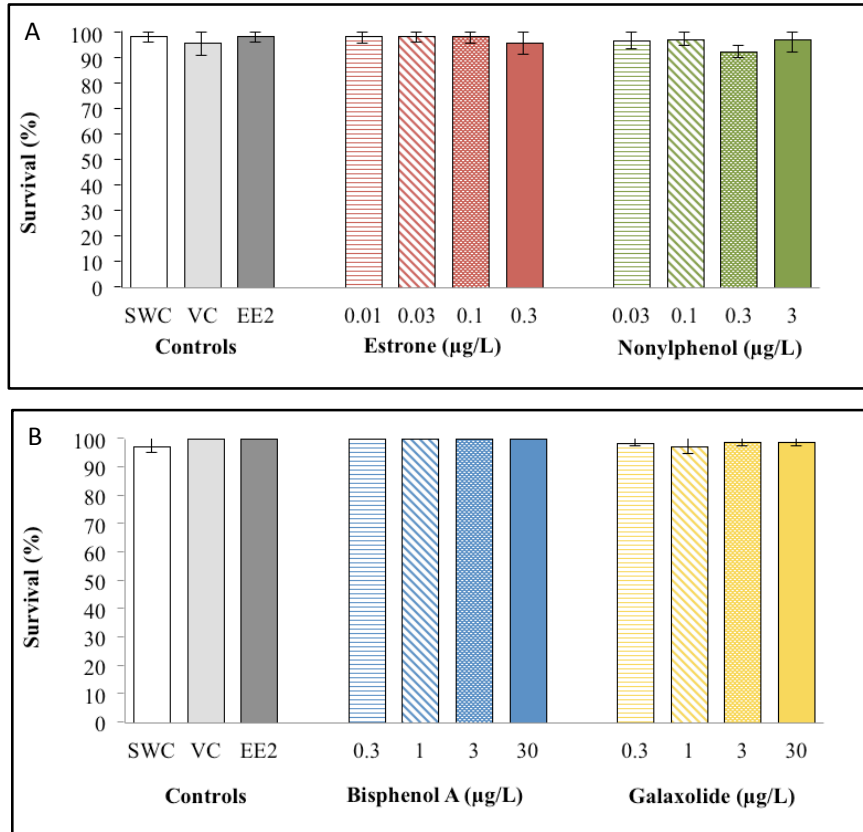 A
Survival (%)
100
90
80
70
60
50
40
30
20
10
0
SWC VC EE2 0.01 0.03 0.1 0.3 0.03 0.1 0.3 3
Controls Estrone (µg/L) Nonylphenol (µg/L)
B
Survival (%)
100
90
80
70
60
50
40
30
20
10
0
SWC VC EE2 0.3 1 3 30 0.3 1 3 30
Controls Bisphenol A (µg/L) Galaxolide (µg/L)